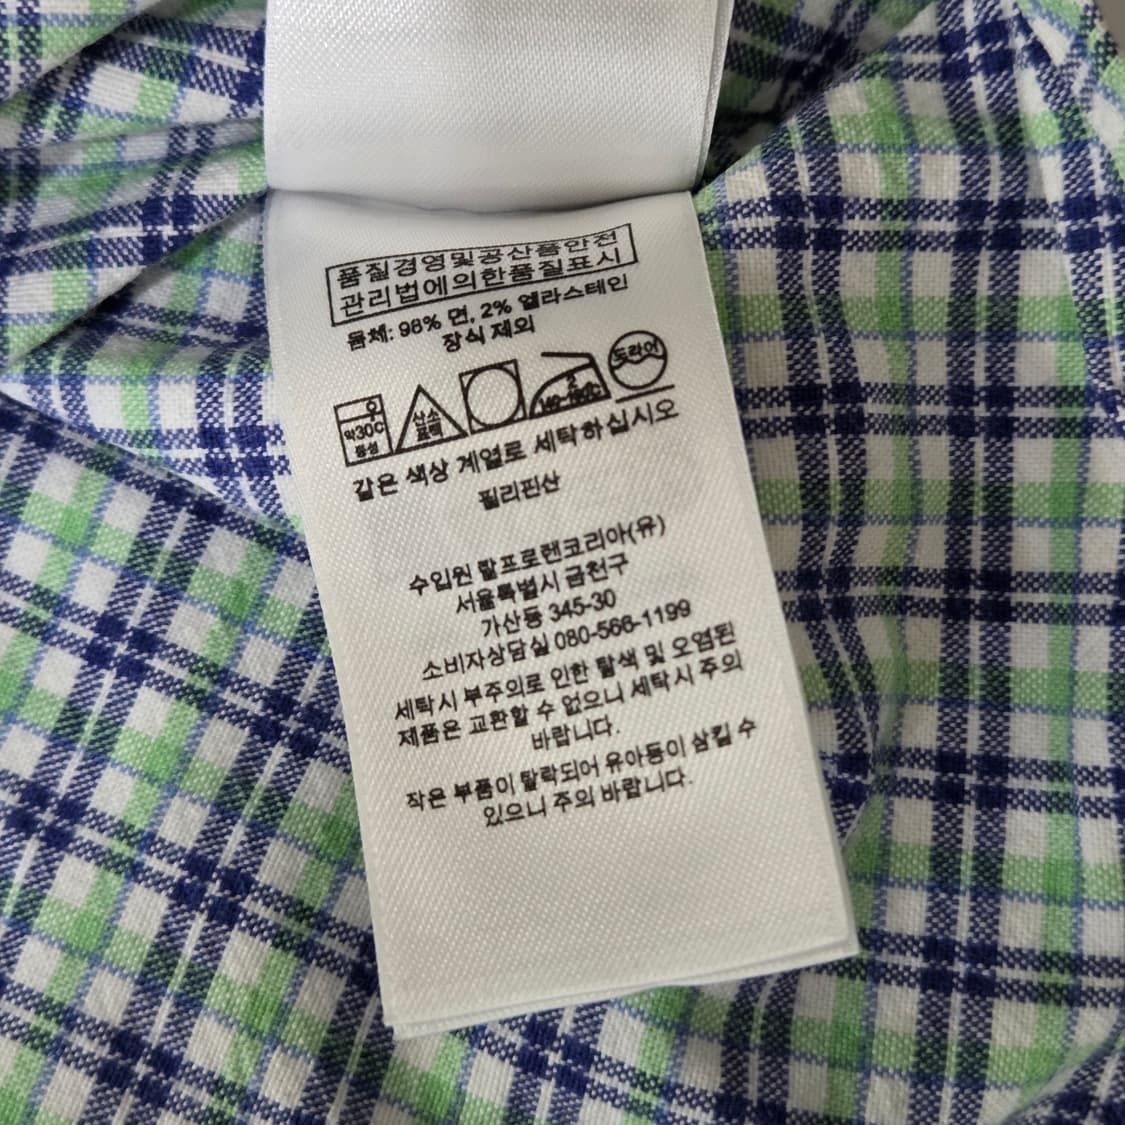 품질경영및공산품안전
관리법에의한품질표시
몸체: 98% 면, 2% 엘라스테인
장식 제외
약30℃
중성
산소
표백
2
140~160℃
드라이
같은 색상 계열로 세탁하십시오
필리핀산
수입원 랄프로렌코리아(유)
서울특별시 금천구
가산동 345-30
소비자상담실 080-566-1199
세탁시 부주의로 인한 탈색 및 오염된
제품은 교환할 수 없으니 세탁시 주의
바랍니다.
작은 부품이 탈락되어 유아등이 삼킬 수
있으니 주의 바랍니다.